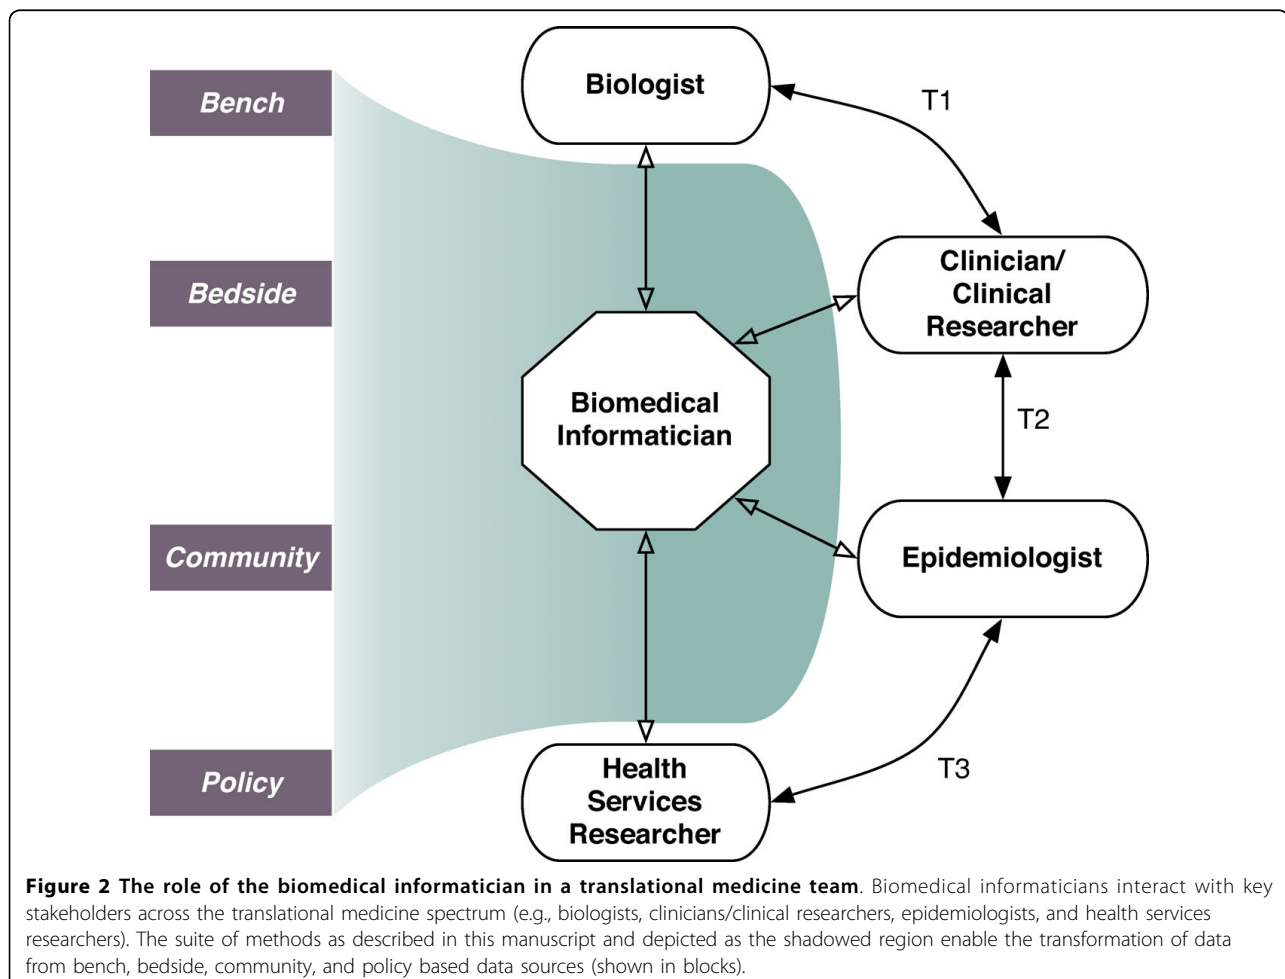 Bench
Bedside
Community
Policy
Biologist
T1
Clinician/
Clinical
Researcher
Biomedical
Informatician
T2
Epidemiologist
Health
Services
Researcher
T3
Figure 2 The role of the biomedical informatician in a translational medicine team. Biomedical informaticians interact with key
stakeholders across the translational medicine spectrum (e.g., biologists, clinicians/clinical researchers, epidemiologists, and health services
researchers). The suite of methods as described in this manuscript and depicted as the shadowed region enable the transformation of data
from bench, bedside, community, and policy based data sources (shown in blocks).